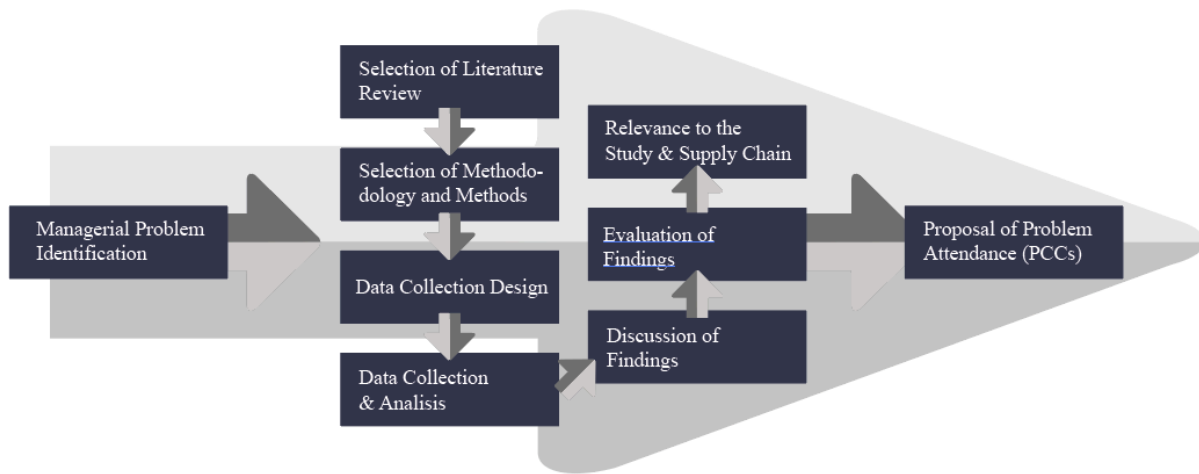 Managerial Problem
Identification
Selection of Literature
Review
Selection of Methodo-
dology and Methods
Data Collection Design
Data Collection
& Analisis
Discussion of
Findings
Evaluation of
Findings
Relevance to the
Study & Supply Chain
Proposal of Problem
Attendance (PCCs)